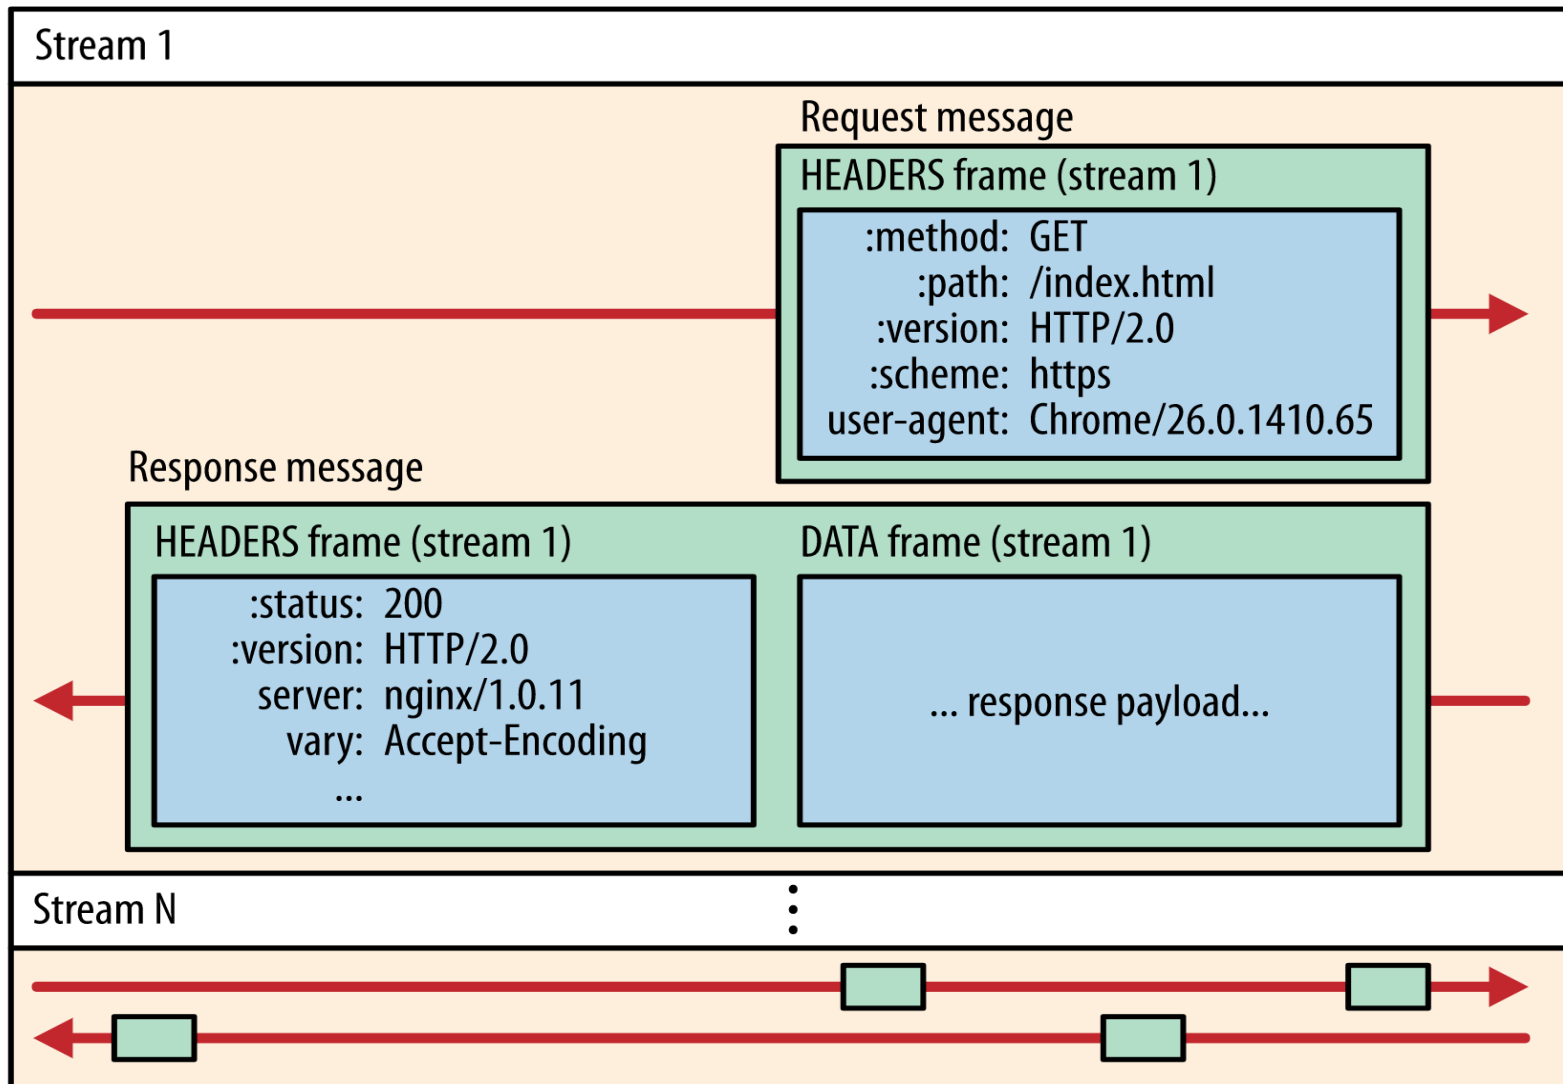 Stream 1
Request message
HEADERS frame (stream 1)
:method: GET
:path: /index.html
:version: HTTP/2.0
:scheme: https
user-agent: Chrome/26.0.1410.65
Response message
HEADERS frame (stream 1)
:status: 200
:version: HTTP/2.0
server: nginx/1.0.11
vary: Accept-Encoding
...
DATA frame (stream 1)
... response payload...
Stream N